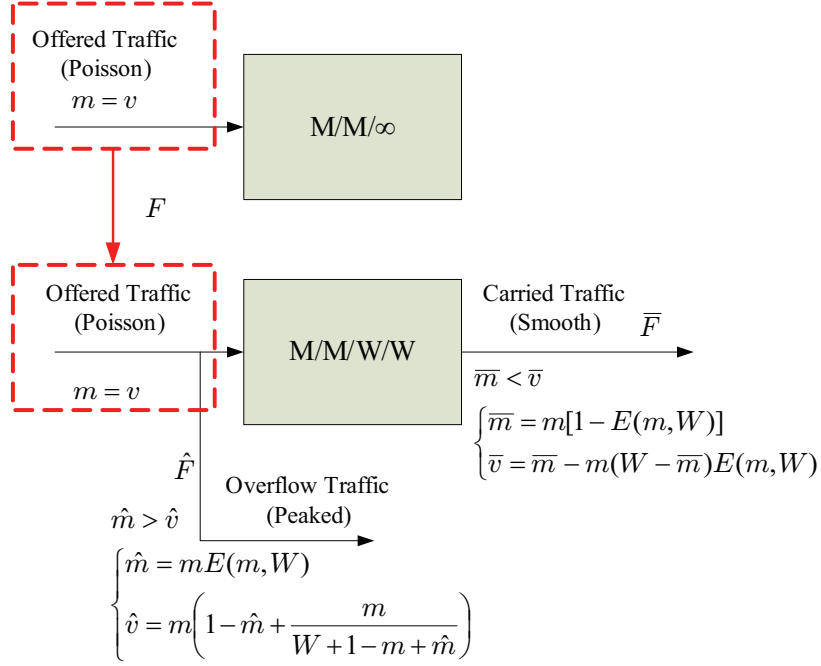 Offered Traffic
(Poisson)
m = v
M/M/∞
F
Offered Traffic
(Poisson)
m = v
M/M/W/W
Carried Traffic
(Smooth)
F̅
m̅ < v̅
m̅ = m[1 − E(m,W)]
v̅ = m̅ − m(W − m̅)E(m,W)
F̂
Overflow Traffic
(Peaked)
m̂ > v̂
m̂ = mE(m,W)
v̂ = m(1 − m̂ + m/(W + 1 − m + m̂))